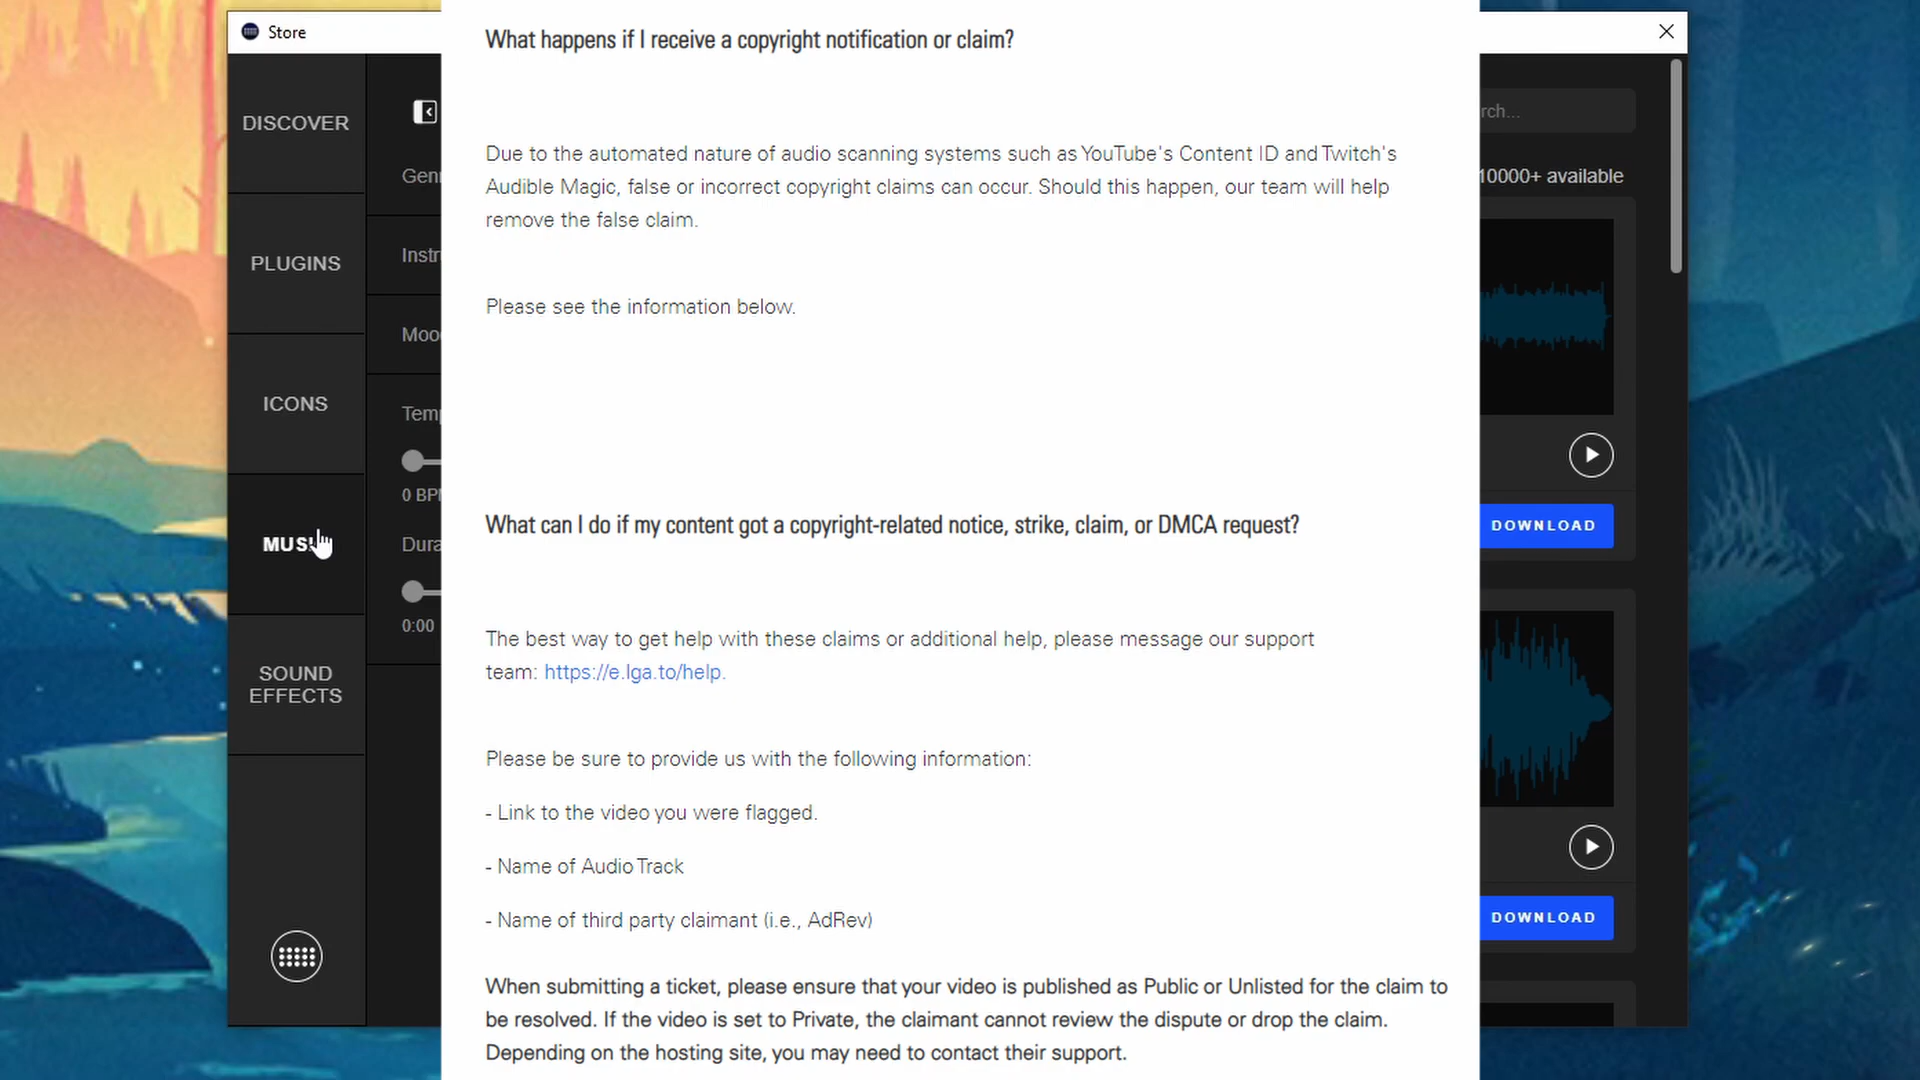 Store
DISCOVER
PLUGINS
ICONS
SOUND
EFFECTS
0:00
What happens if I receive a copyright notification or claim?
Due to the automated nature of audio scanning systems such as YouTube's Content ID and Twitch's
Audible Magic, false or incorrect copyright claims can occur. Should this happen, our team will help
remove the false claim.
Please see the information below.
What can I do if my content got a copyright-related notice, strike, claim, or DMCA request?
The best way to get help with these claims or additional help, please message our support
team: https://e.lga.to/help.
Please be sure to provide us with the following information:
- Link to the video you were flagged.
- Name of Audio Track
- Name of third party claimant (i.e., AdRev)
When submitting a ticket, please ensure that your video is published as Public or Unlisted for the claim to
be resolved. If the video is set to Private, the claimant cannot review the dispute or drop the claim.
Depending on the hosting site, you may need to contact their support.
10000+ available
DOWNLOAD
DOWNLOAD